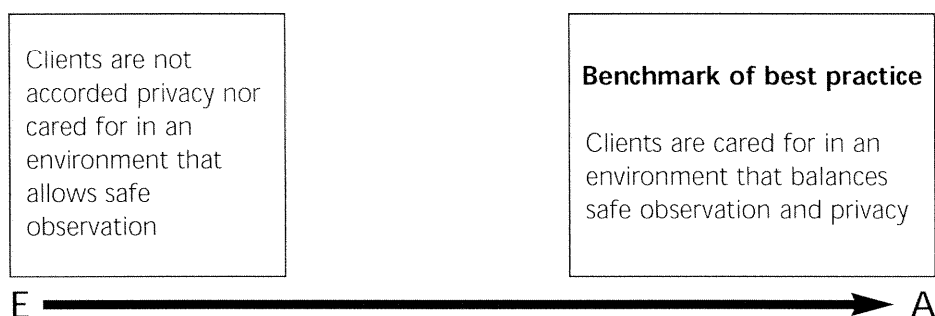 Clients are not
accorded privacy nor
cared for in an
environment that
allows safe
observation
Benchmark of best practice
Clients are cared for in an
environment that balances
safe observation and privacy
E
A